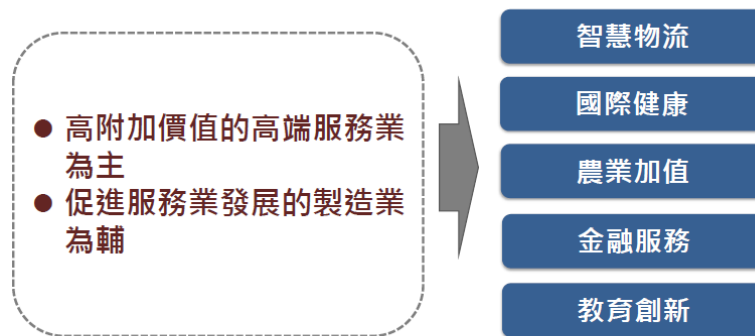 ● 高附加價值的高端服務業
為主
● 促進服務業發展的製造業
為輔
智慧物流
國際健康
農業加值
金融服務
教育創新